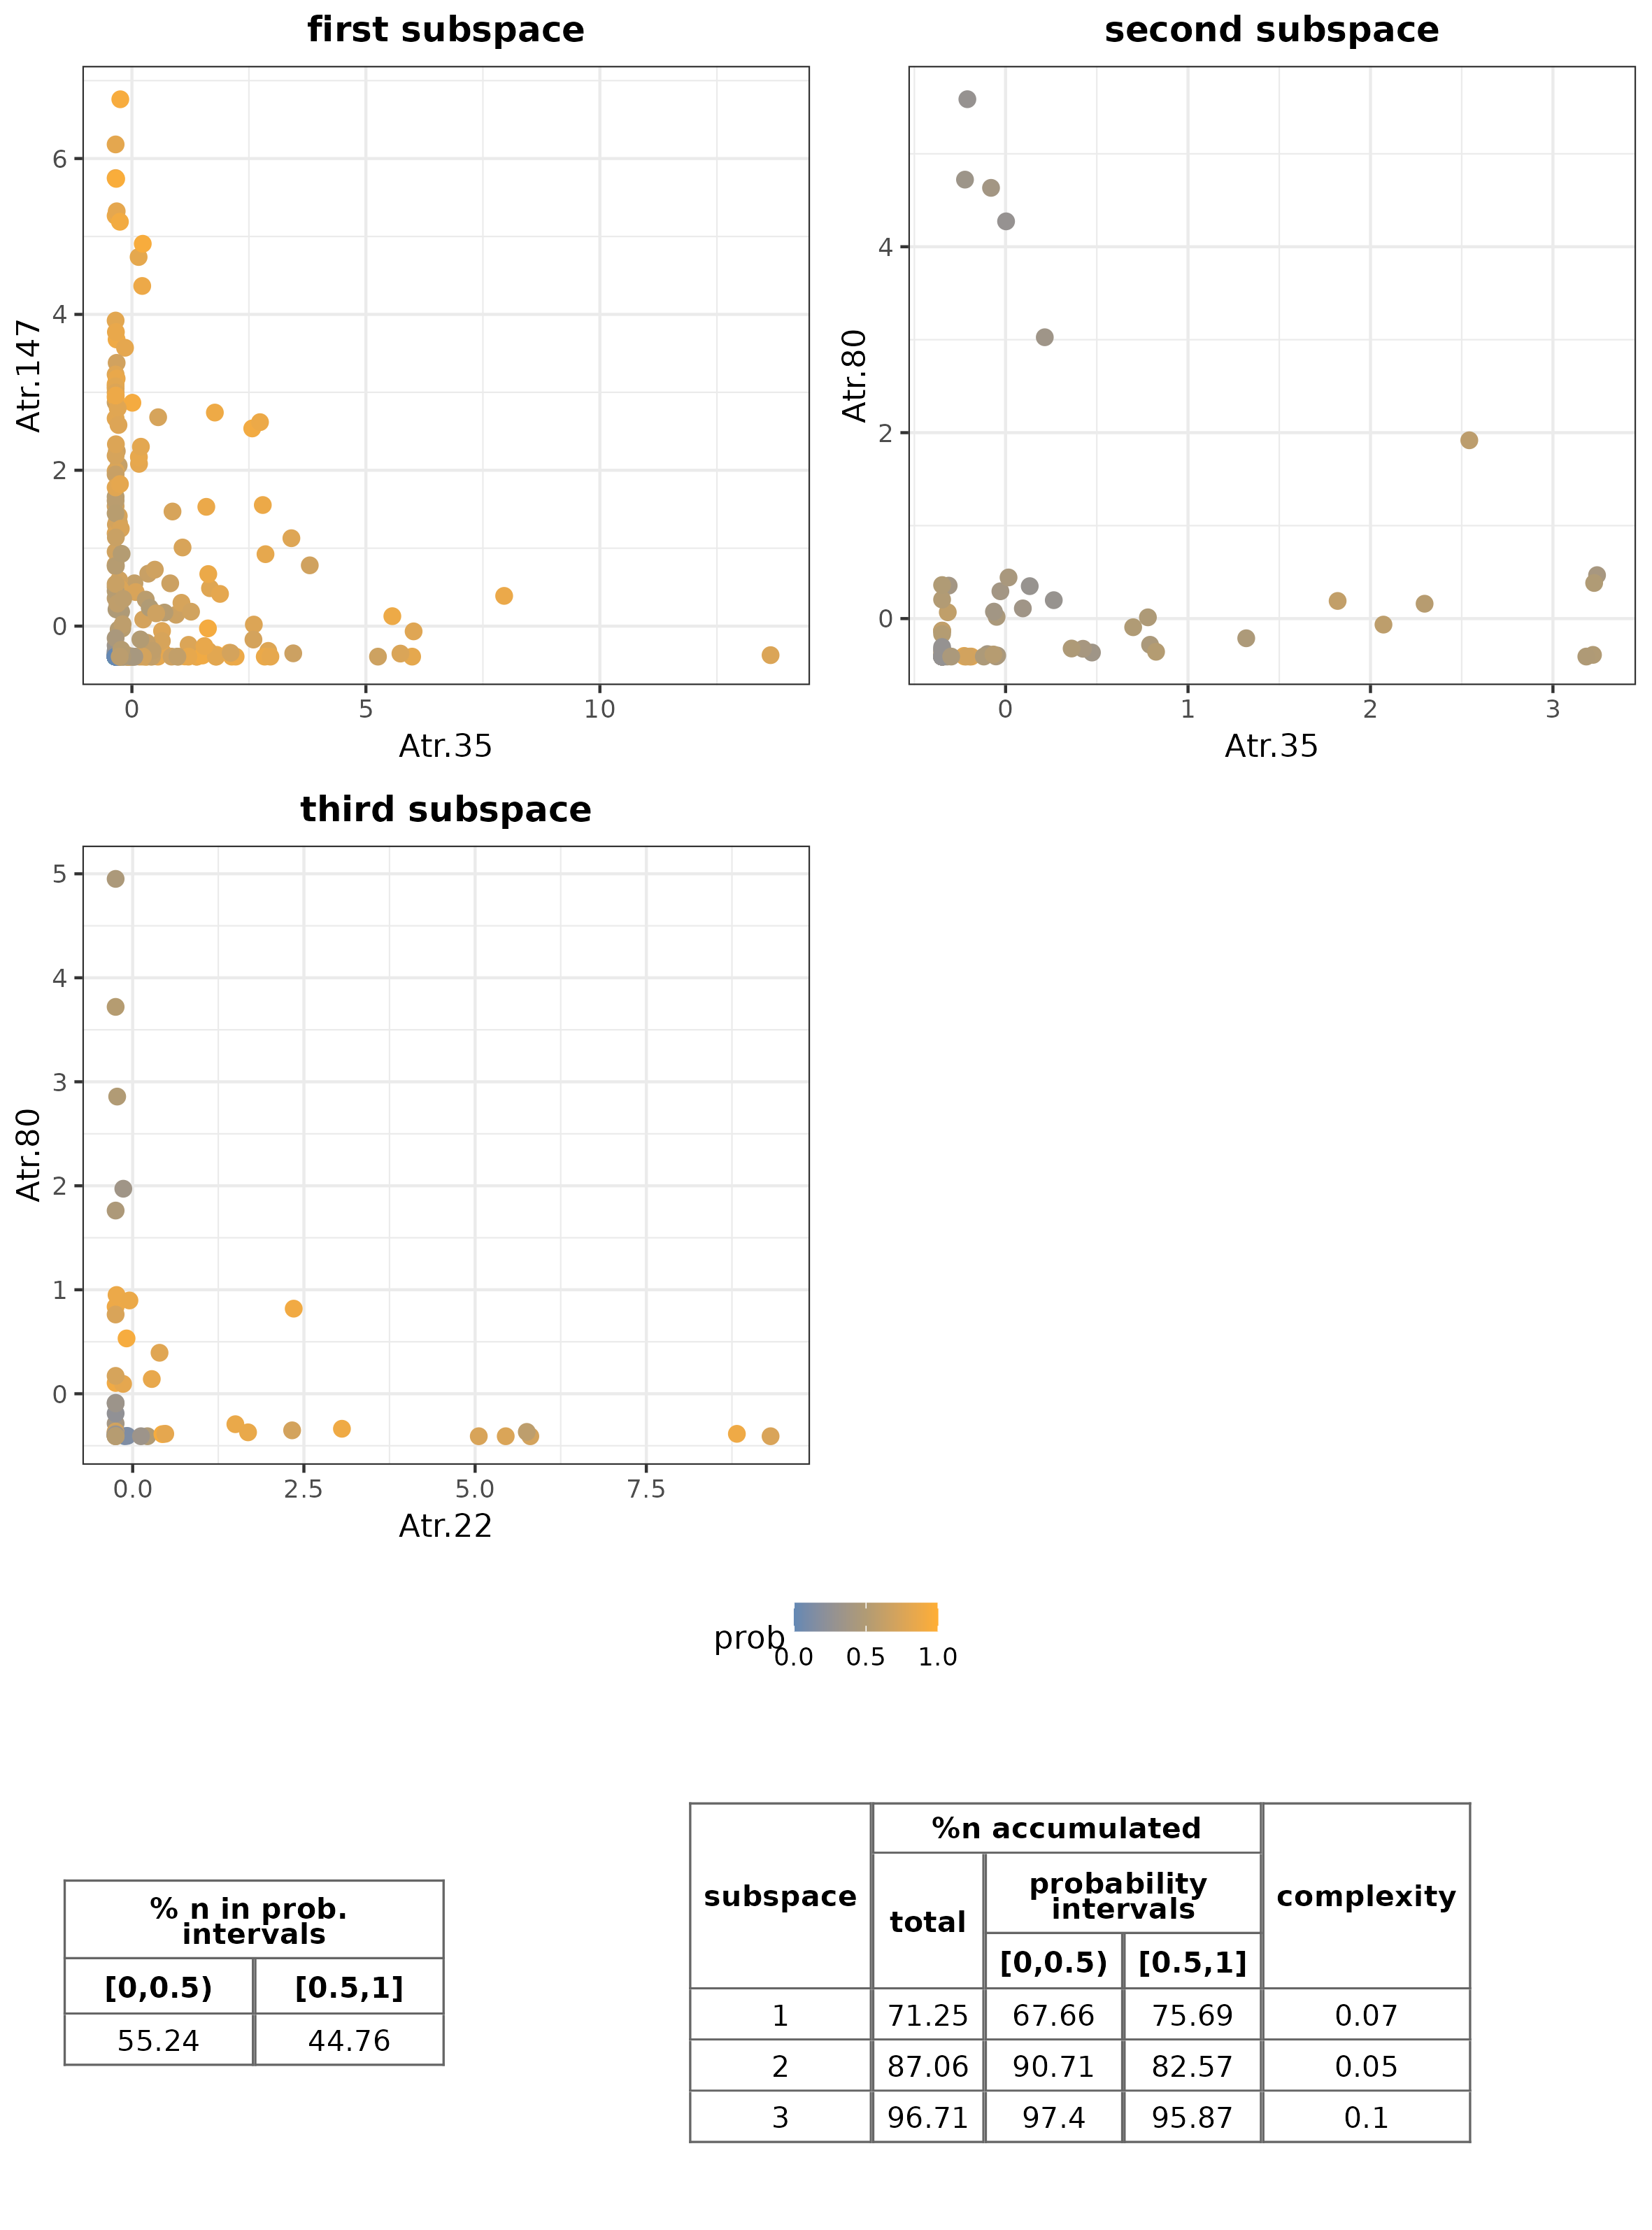 first subspace
second subspace
6
4
2
0
Atr.147
0
5
10
Atr.35
4
2
0
Atr.80
0
1
2
3
Atr.35
third subspace
5
4
3
2
1
0
Atr.80
0.0
2.5
5.0
7.5
Atr.22
prob
0.0 0.5 1.0
% n in prob.
intervals
[0,0.5) [0.5,1]
55.24 44.76
subspace
%n accumulated
total
probability
intervals
[0,0.5) [0.5,1]
complexity
1 71.25 67.66 75.69 0.07
2 87.06 90.71 82.57 0.05
3 96.71 97.4 95.87 0.1